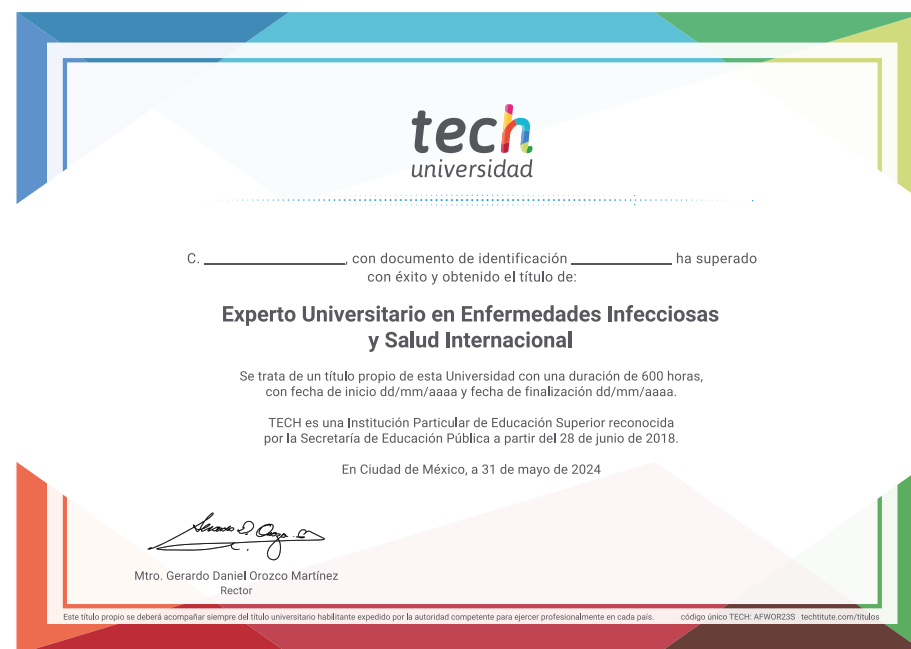 tech
universidad
C. ____________________, con documento de identificación __________________ ha superado
con éxito y obtenido el título de:
Experto Universitario en Enfermedades Infecciosas
y Salud Internacional
Se trata de un título propio de esta Universidad con una duración de 600 horas,
con fecha de inicio dd/mm/aaaa y fecha de finalización dd/mm/aaaa.
TECH es una Institución Particular de Educación Superior reconocida
por la Secretaría de Educación Pública a partir del 28 de junio de 2018.
En Ciudad de México, a 31 de mayo de 2024
Mtro. Gerardo Daniel Orozco Martínez
Rector
Este título propio se deberá acompañar siempre del título universitario habilitante expedido por la autoridad competente para ejercer profesionalmente en cada país. código único TECH: AFWOR23S techtitute.com/titulos